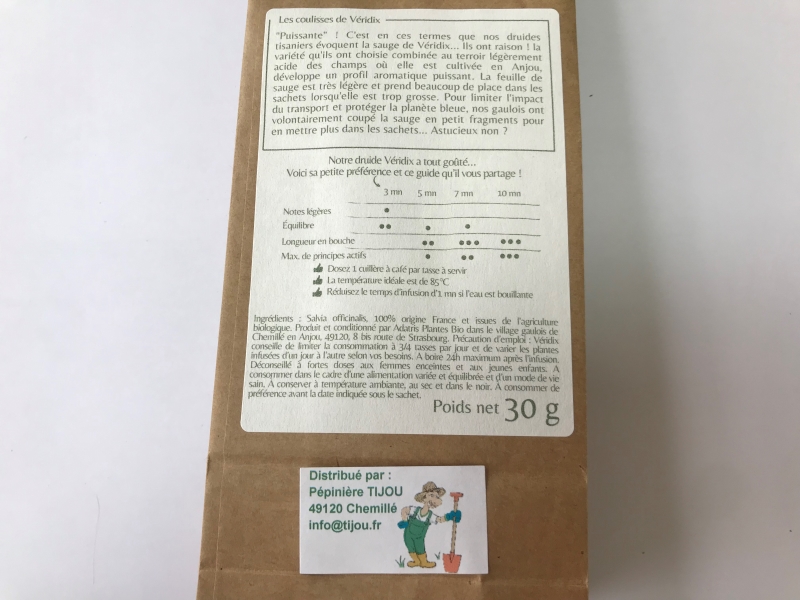 Les coulisses de Véridix
"Puissante" ! C'est en ces termes que nos druides
tisaniers évoquent la sauge de Véridix... Ils ont raison ! la
variété qu'ils ont choisie combinée au terroir légèrement
acide des champs où elle est cultivée en Anjou,
développe un profil aromatique puissant. La feuille de
sauge est très légère et prend beaucoup de place dans les
sachets lorsqu'elle est trop grosse. Pour limiter l'impact
du transport et protéger la planète bleue, nos gaulois ont
volontairement coupé la sauge en petit fragments pour
en mettre plus dans les sachets... Astucieux non ?
Notre druide Véridix a tout goûté...
Voici sa petite préférence et ce guide qu'il vous partage !
3 mn 5 mn 7 mn 10 mn
Notes légères •
Équilibre •• • •
Longueur en bouche •• ••• •••
Max. de principes actifs • •• •••
Dosez 1 cuillère à café par tasse à servir
La température idéale est de 85°C
Réduisez le temps d'infusion d'1 mn si l'eau est bouillante
Ingrédients : Salvia officinalis, 100% origine France et issues de l'agriculture
biologique. Produit et conditionné par Adatris Plantes Bio dans le village gaulois de
Chemillé en Anjou, 49120, 8 bis route de Strasbourg. Précaution d'emploi : Véridix
conseille de limiter la consommation à 3/4 tasses par jour et de varier les plantes
infusées d'un jour à l'autre selon vos besoins. A boire 24h maximum après l'infusion.
Déconseillé à fortes doses aux femmes enceintes et aux jeunes enfants. A
consommer dans le cadre d'une alimentation variée et équilibrée et d'un mode de vie
sain. A conserver à température ambiante, au sec et dans le noir. A consommer de
préférence avant la date indiquée sous le sachet.
Poids net 30 g
Distribué par :
Pépinière TIJOU
49120 Chemillé
info@tijou.fr